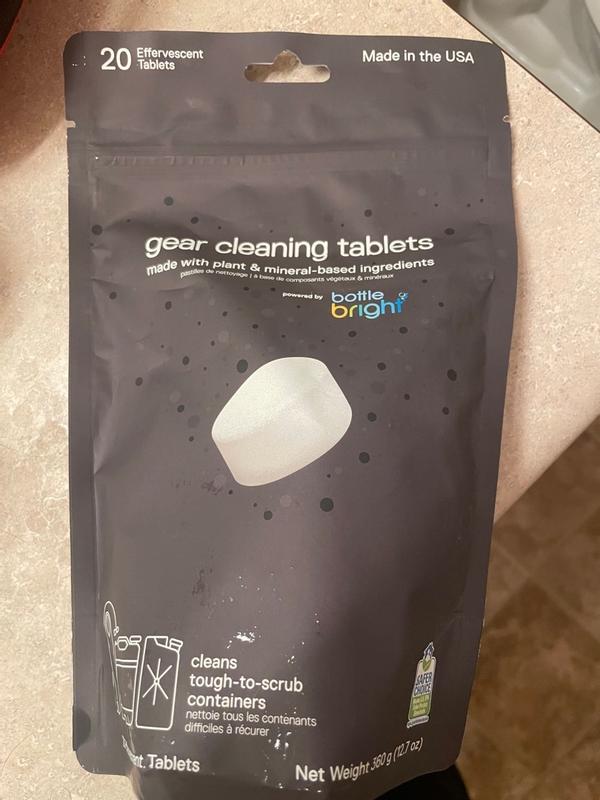 20 Effervescent
Tablets
Made in the USA
gear cleaning tablets
made with plant & mineral-based ingredients
pastilles de nettoyage | à base de composants végétaux & minéraux
powered by bottle
bright
cleans
tough-to-scrub
containers
nettoie tous les contenants
difficiles à récurer
SAFER
CHOICE
Tablets
Net Weight 360 g (12.7 oz)